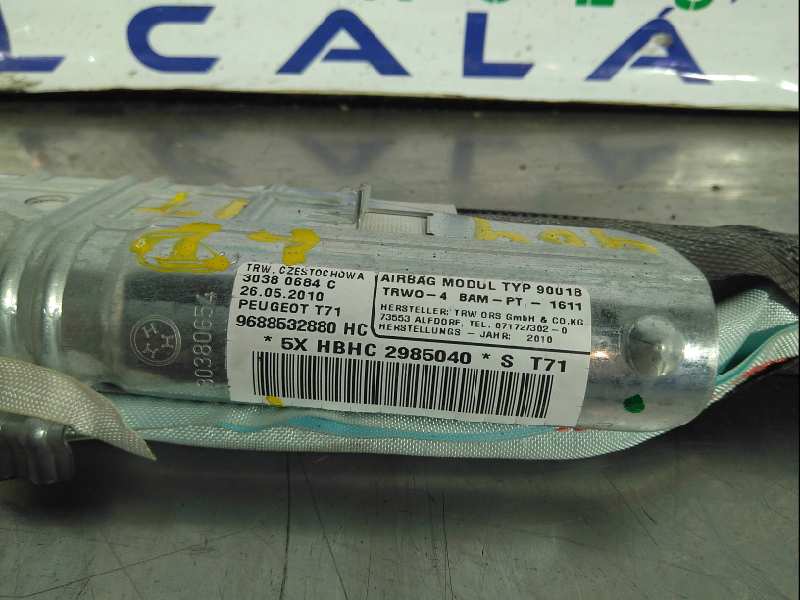 ALCALÁ
TRW. CZESTOCHOWA
3038 0684 C
26.05.2010
PEUGEOT T71
9688532880 HC
AIRBAG MODUL TYP 90018
TRWO-4 BAM-PT. - 1611
HERSTELLER: TRW ORS GmbH & CO.KG
73553 ALFDORF, TEL. 07172/302-0
HERSTELLUNGS - JAHR: 2010
* 5X HBHC 2985040 * S T71
30380654